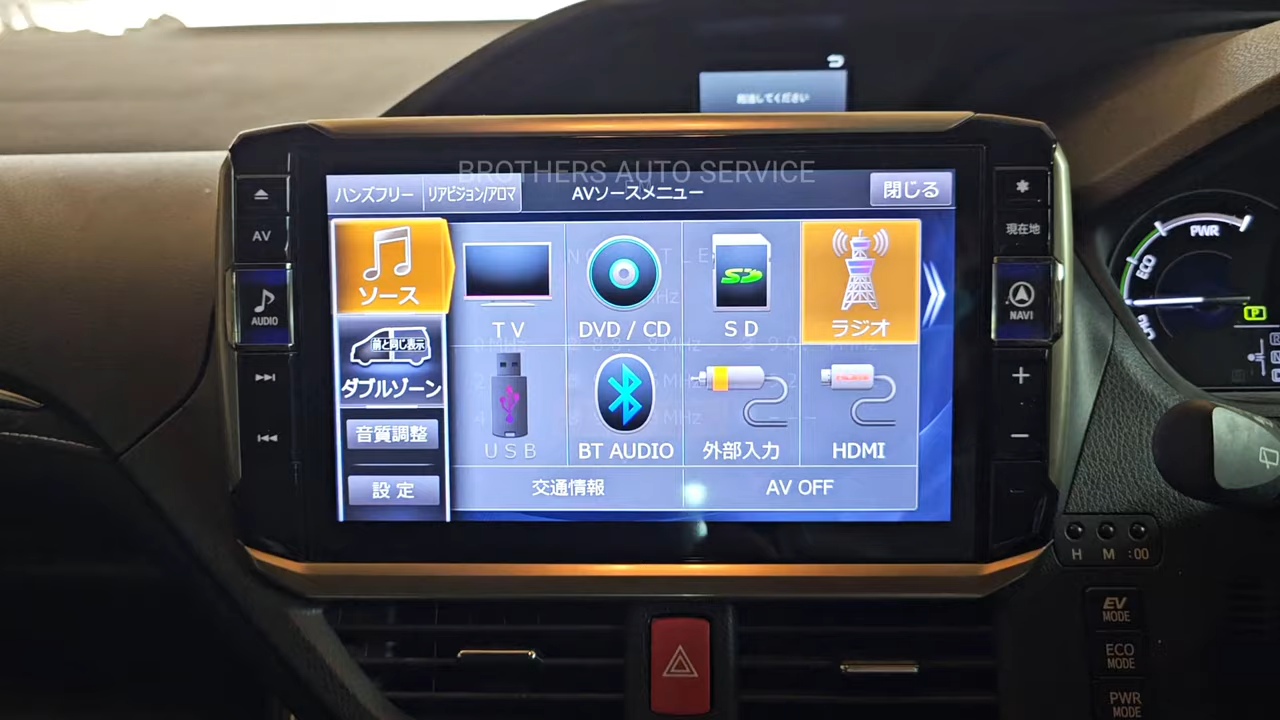 BROTHERS AUTO SERVICE
ハンズフリー
リアビジョン/アロマ
AVソースメニュー
閉じる
AV
AUDIO
現在地
NAVI
ソース
TV
DVD / CD
SD
ラジオ
前と同じ表示
ダブルゾーン
USB
BT AUDIO
外部入力
HDMI
音質調整
設定
交通情報
AV OFF
PWR
ECO
P
H M :00
EV
MODE
ECO
MODE
PWR
MODE